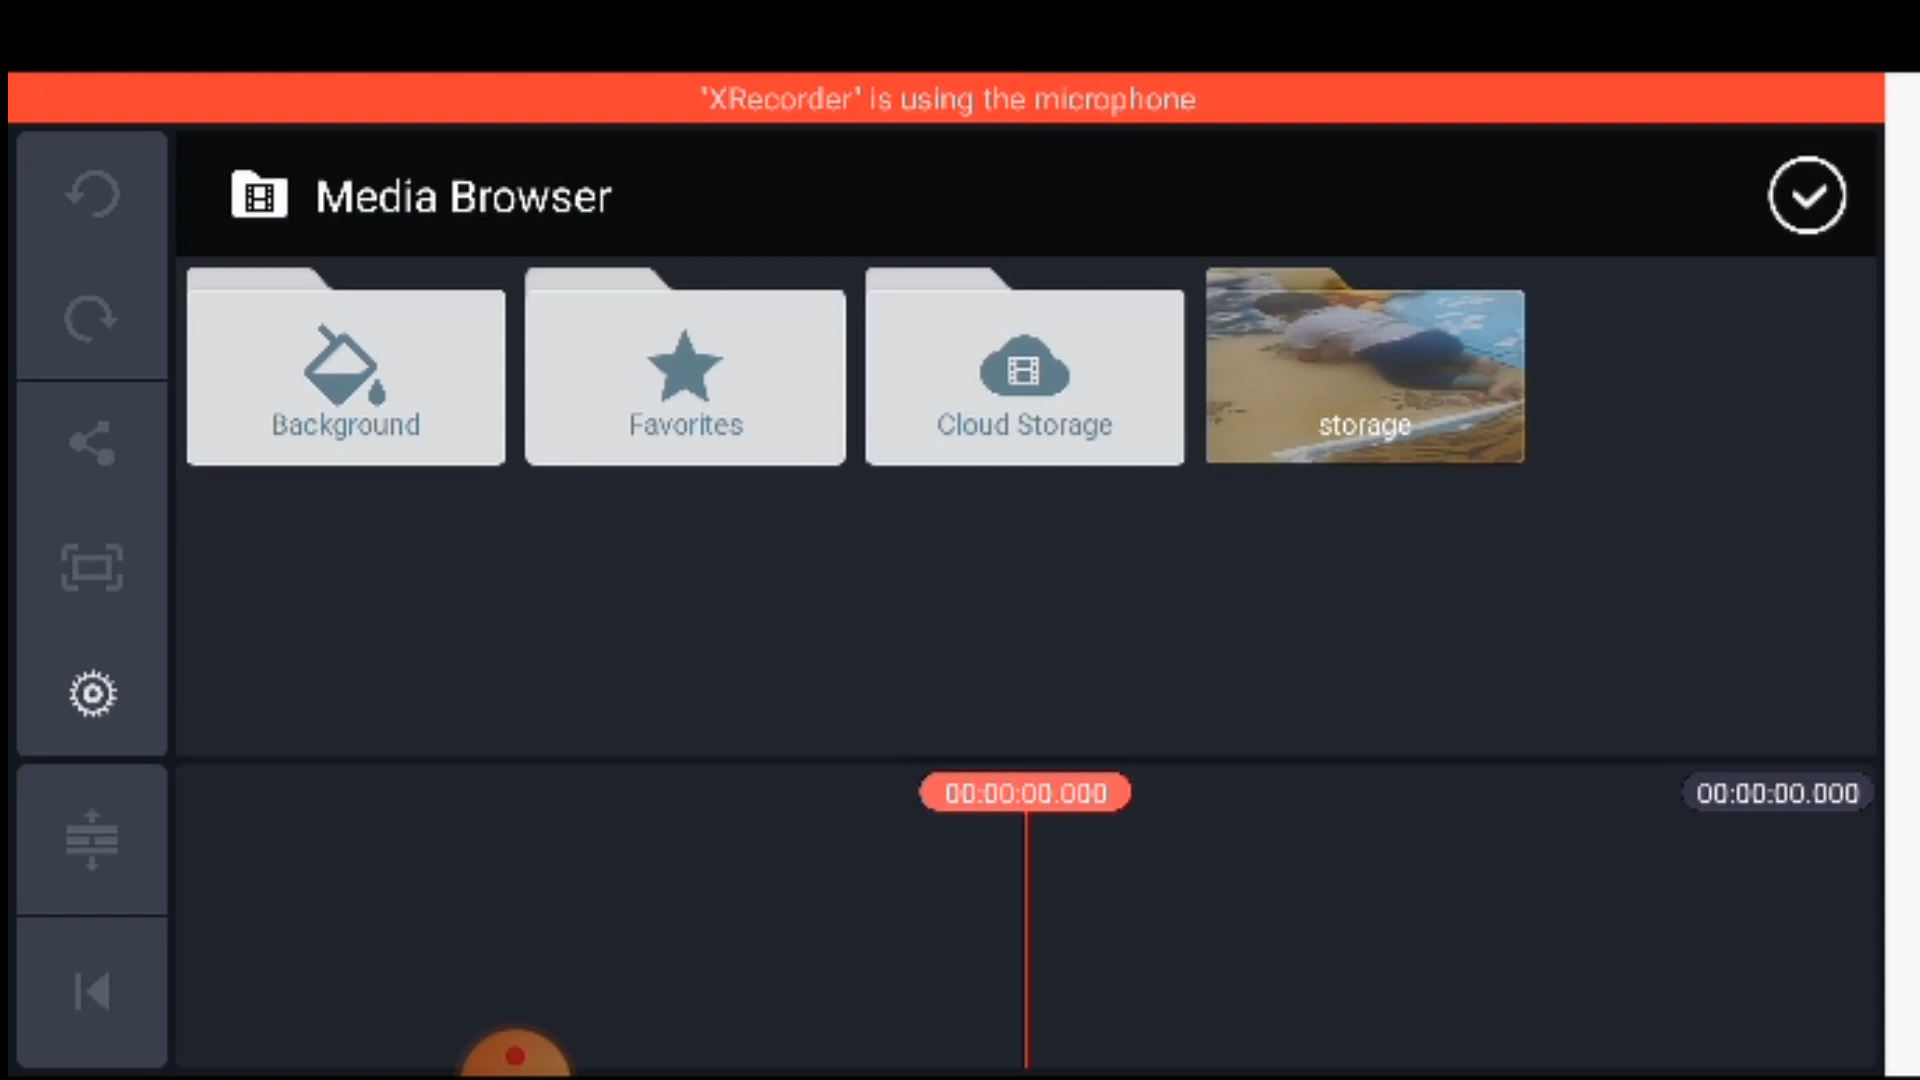 'XRecorder' is using the microphone
Media Browser
Background
Favorites
Cloud Storage
storage
00:00:00.000
00:00:00.000